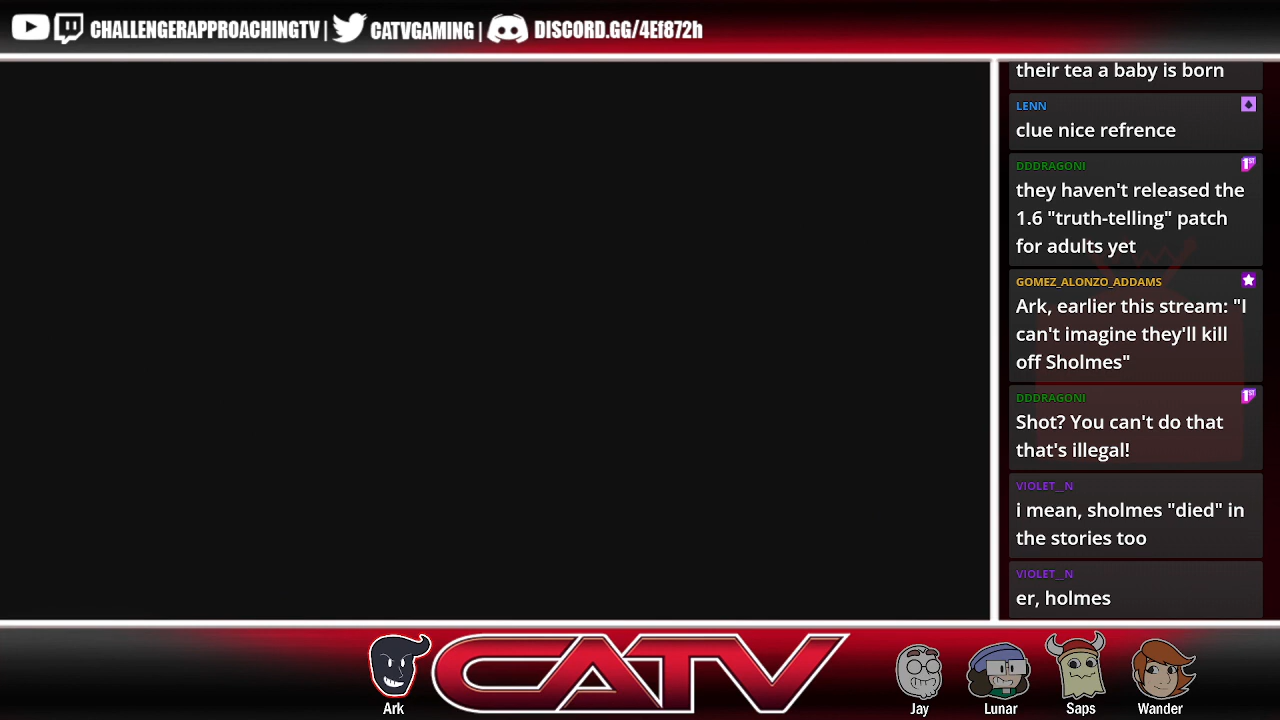 CHALLENGERAPPROACHINGTV | CATVGAMING | DISCORD.GG/4Ef872h
their tea a baby is born
LENN
clue nice refrence
DDDRAGONI
they haven't released the
1.6 "truth-telling" patch
for adults yet
GOMEZ_ALONZO_ADDAMS
Ark, earlier this stream: "I
can't imagine they'll kill
off Sholmes"
DDDRAGONI
Shot? You can't do that
that's illegal!
VIOLET__N
i mean, sholmes "died" in
the stories too
VIOLET__N
er, holmes
CATV
Ark
Jay
Lunar
Saps
Wander